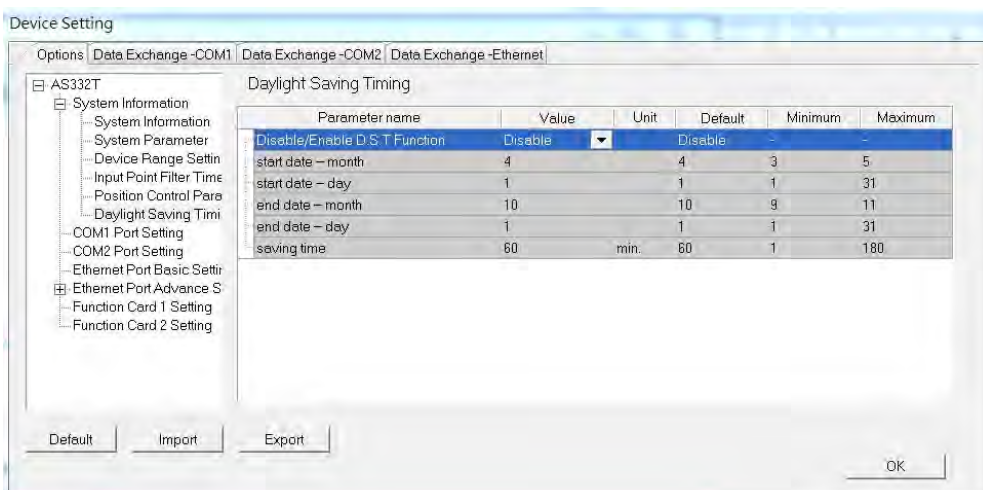 Device Setting
Options Data Exchange -COM1 Data Exchange -COM2 Data Exchange -Ethernet
AS332T
System Information
System Information
System Parameter
Device Range Settin
Input Point Filter Time
Position Control Para
Daylight Saving Timi
COM1 Port Setting
COM2 Port Setting
Ethernet Port Basic Settir
Ethernet Port Advance S
Function Card 1 Setting
Function Card 2 Setting
Daylight Saving Timing
Parameter name Value Unit Default Minimum Maximum
Disable/Enable D.S.T Function Disable Disable - -
start date – month 4 4 3 5
start date – day 1 1 1 31
end date – month 10 10 9 11
end date – day 1 1 1 31
saving time 60 min. 60 1 180
Default Import Export
OK